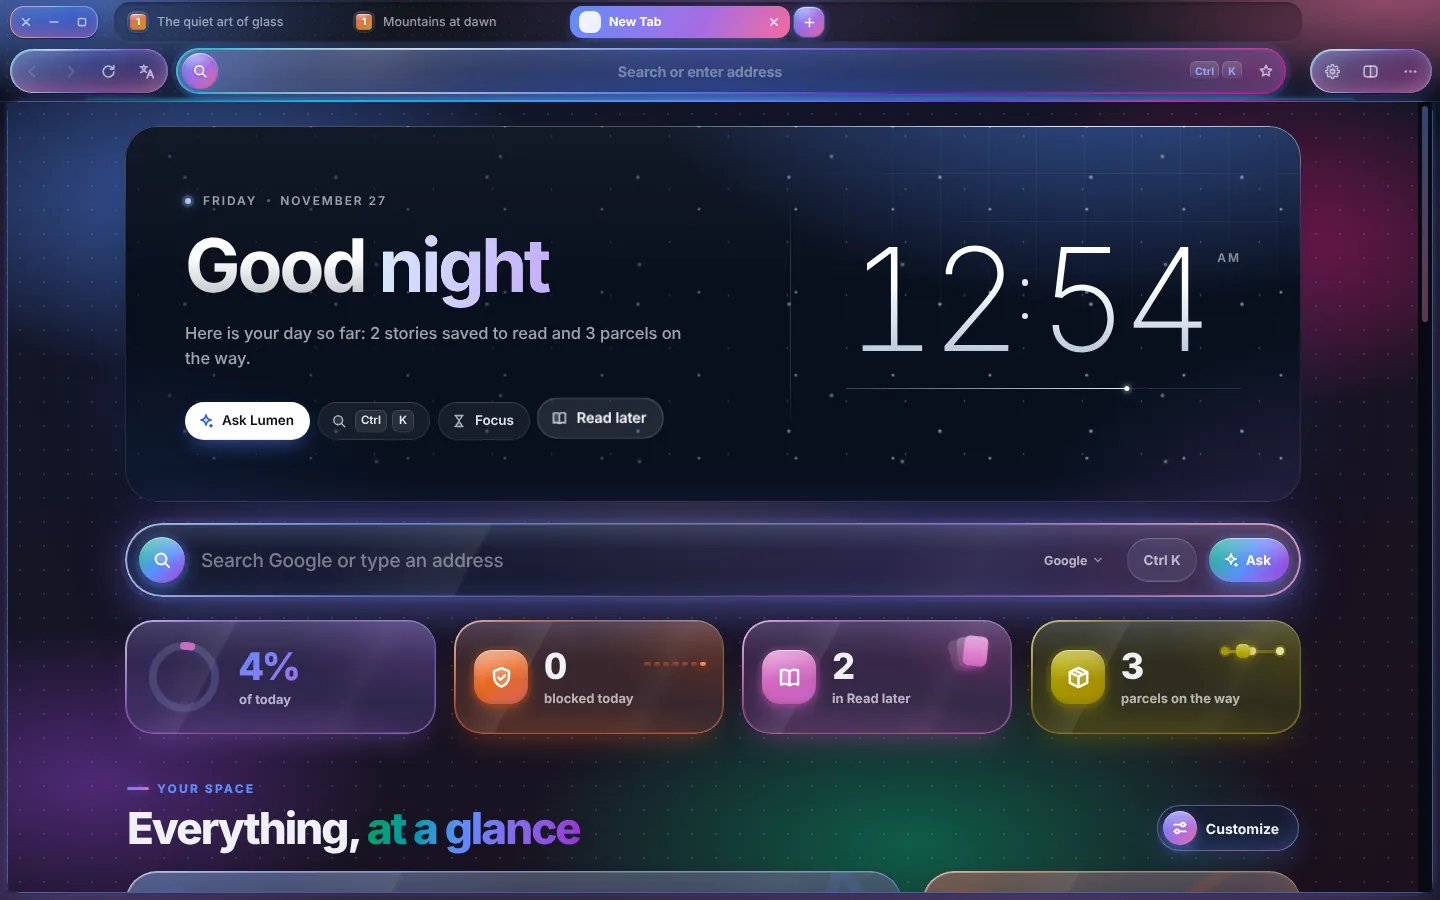 1 The quiet art of glass
1 Mountains at dawn
New Tab
Search or enter address
Ctrl K
FRIDAY • NOVEMBER 27
Good night
Here is your day so far: 2 stories saved to read and 3 parcels on
the way.
12:54 AM
Ask Lumen
Ctrl K
Focus
Read later
Search Google or type an address
Google
Ctrl K
Ask
4%
of today
0
blocked today
2
in Read later
3
parcels on the way
YOUR SPACE
Everything, at a glance
Customize